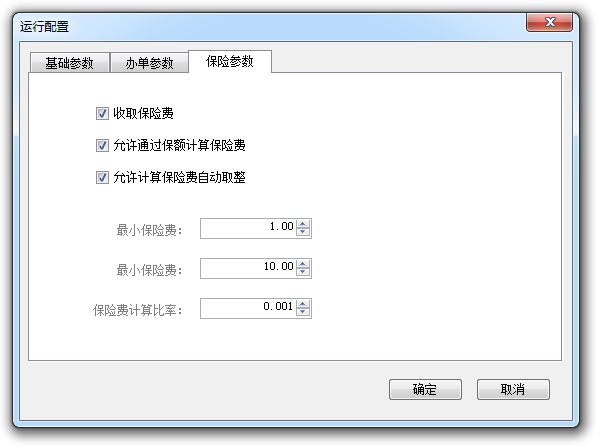 运行配置
基础参数 办单参数 保险参数
收取保险费
允许通过保额计算保险费
允许计算保险费自动取整
最小保险费： 1.00
最小保险费： 10.00
保险费计算比率： 0.001
确定 取消